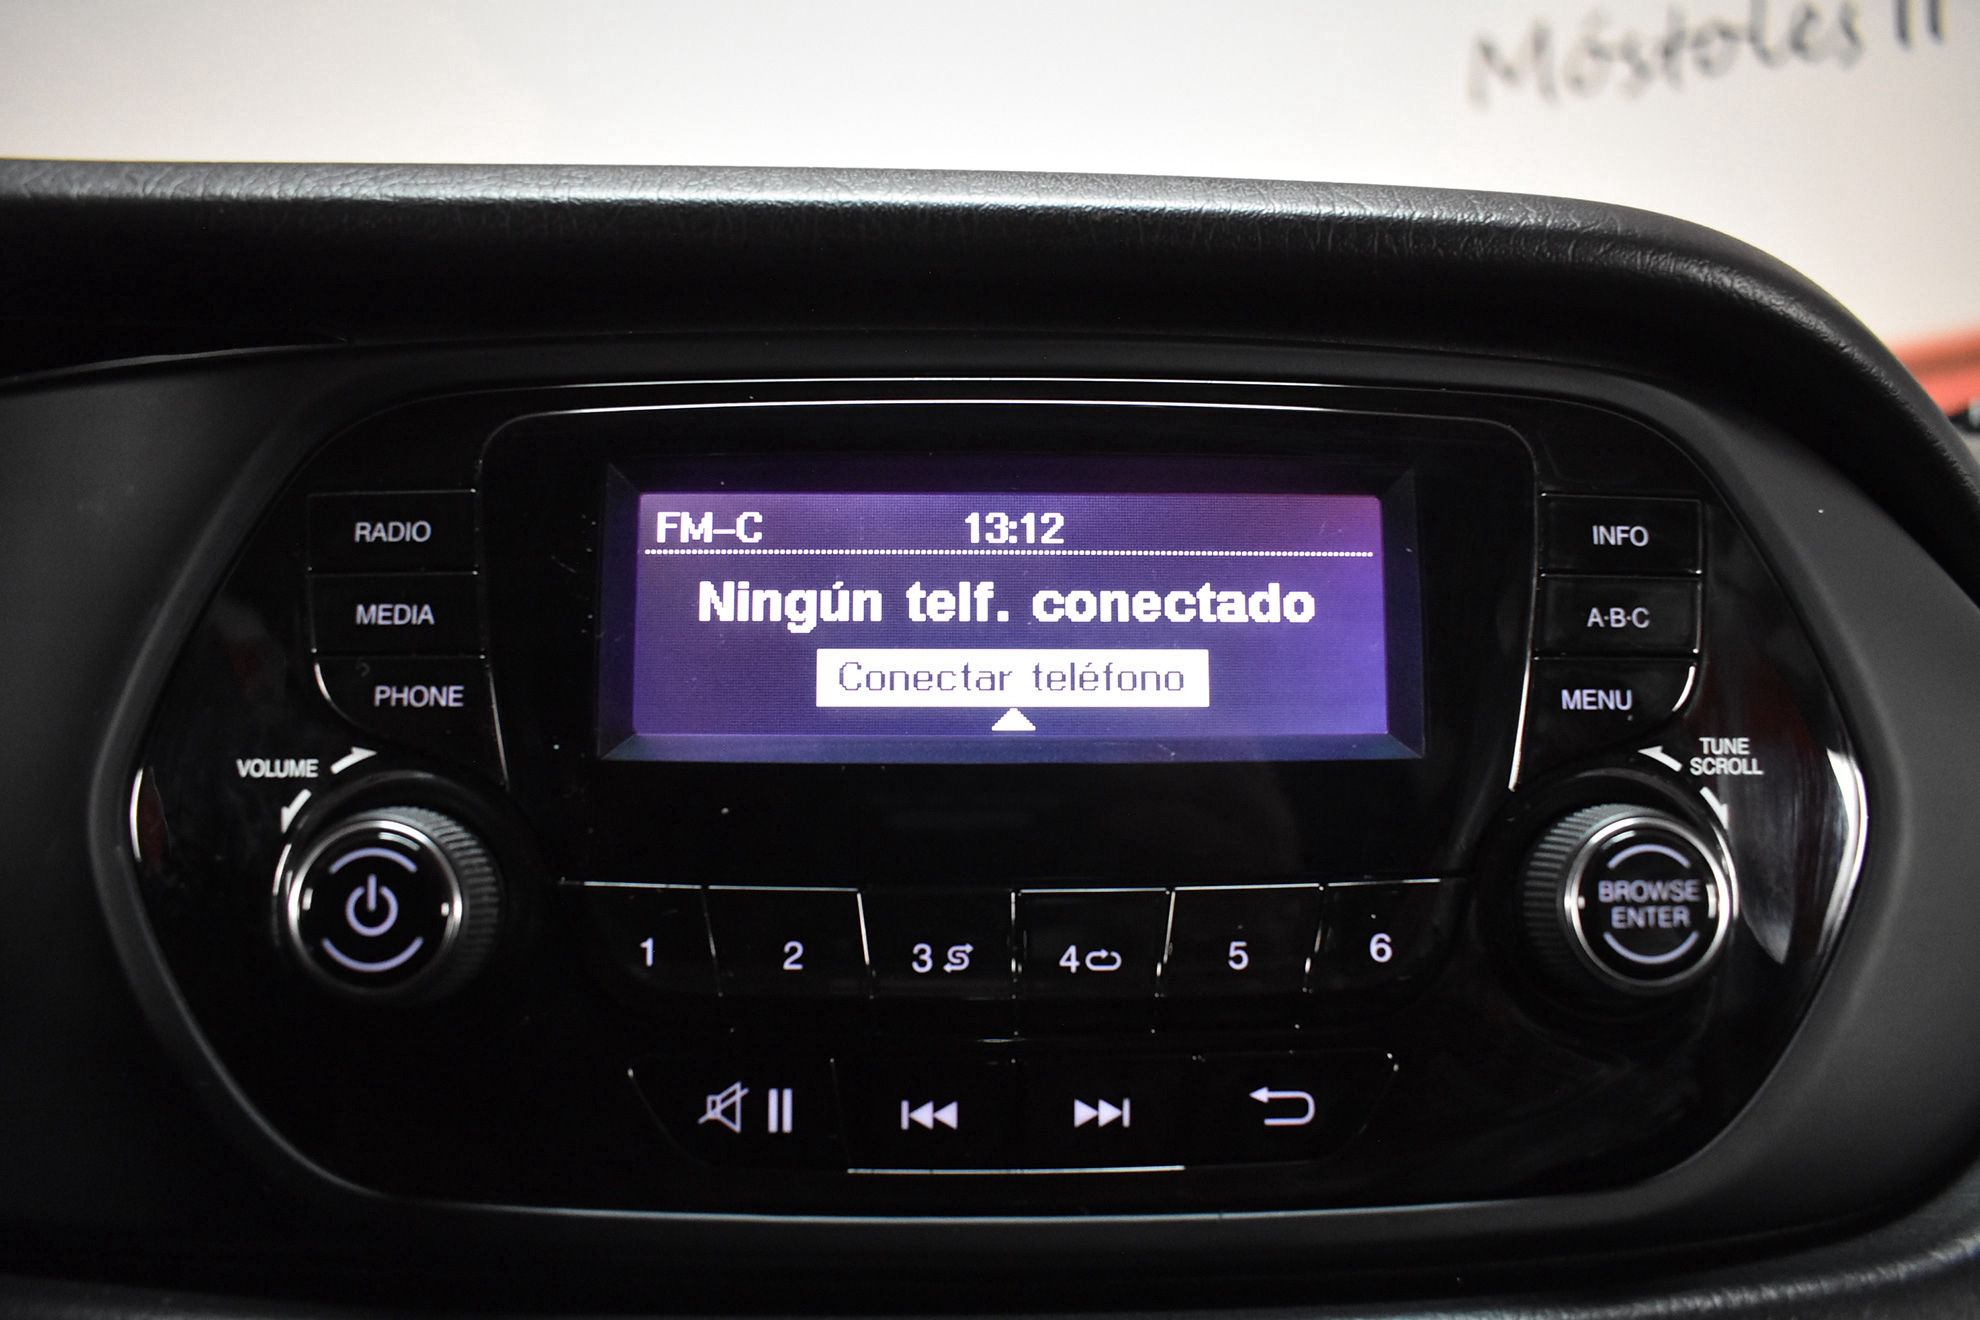 Móstoles II
FM-C 13:12
Ningún telf. conectado
Conectar teléfono
RADIO
MEDIA
PHONE
VOLUME
INFO
A·B·C
MENU
TUNE
SCROLL
BROWSE
ENTER
1 2 3 4 5 6